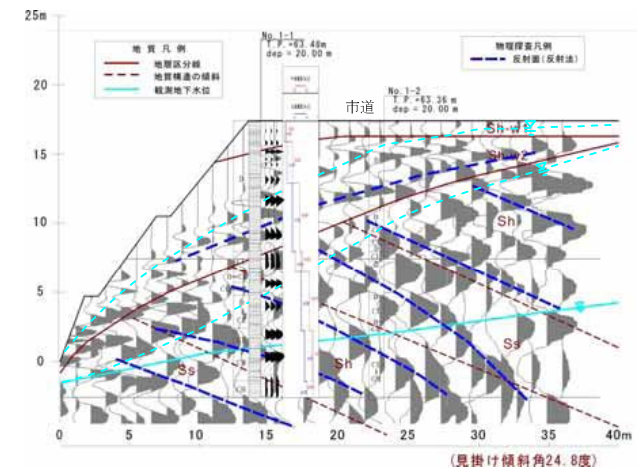 25m
No.1-1
T.P.+63.48m
dep = 20.00 m
地 質 凡 例
地層区分線
地質構造の傾斜
観測地下水位
物理探査凡例
反射面(反射法)
20
市道
No.1-2
T.P.+63.36 m
dep = 20.00 m
Sh-w1
15
Sh-w2
10
Sh
5
Ss
0
Ss
Sh
0
5
10
15
20
25
30
35
40m
(見掛け傾斜角24.8度)